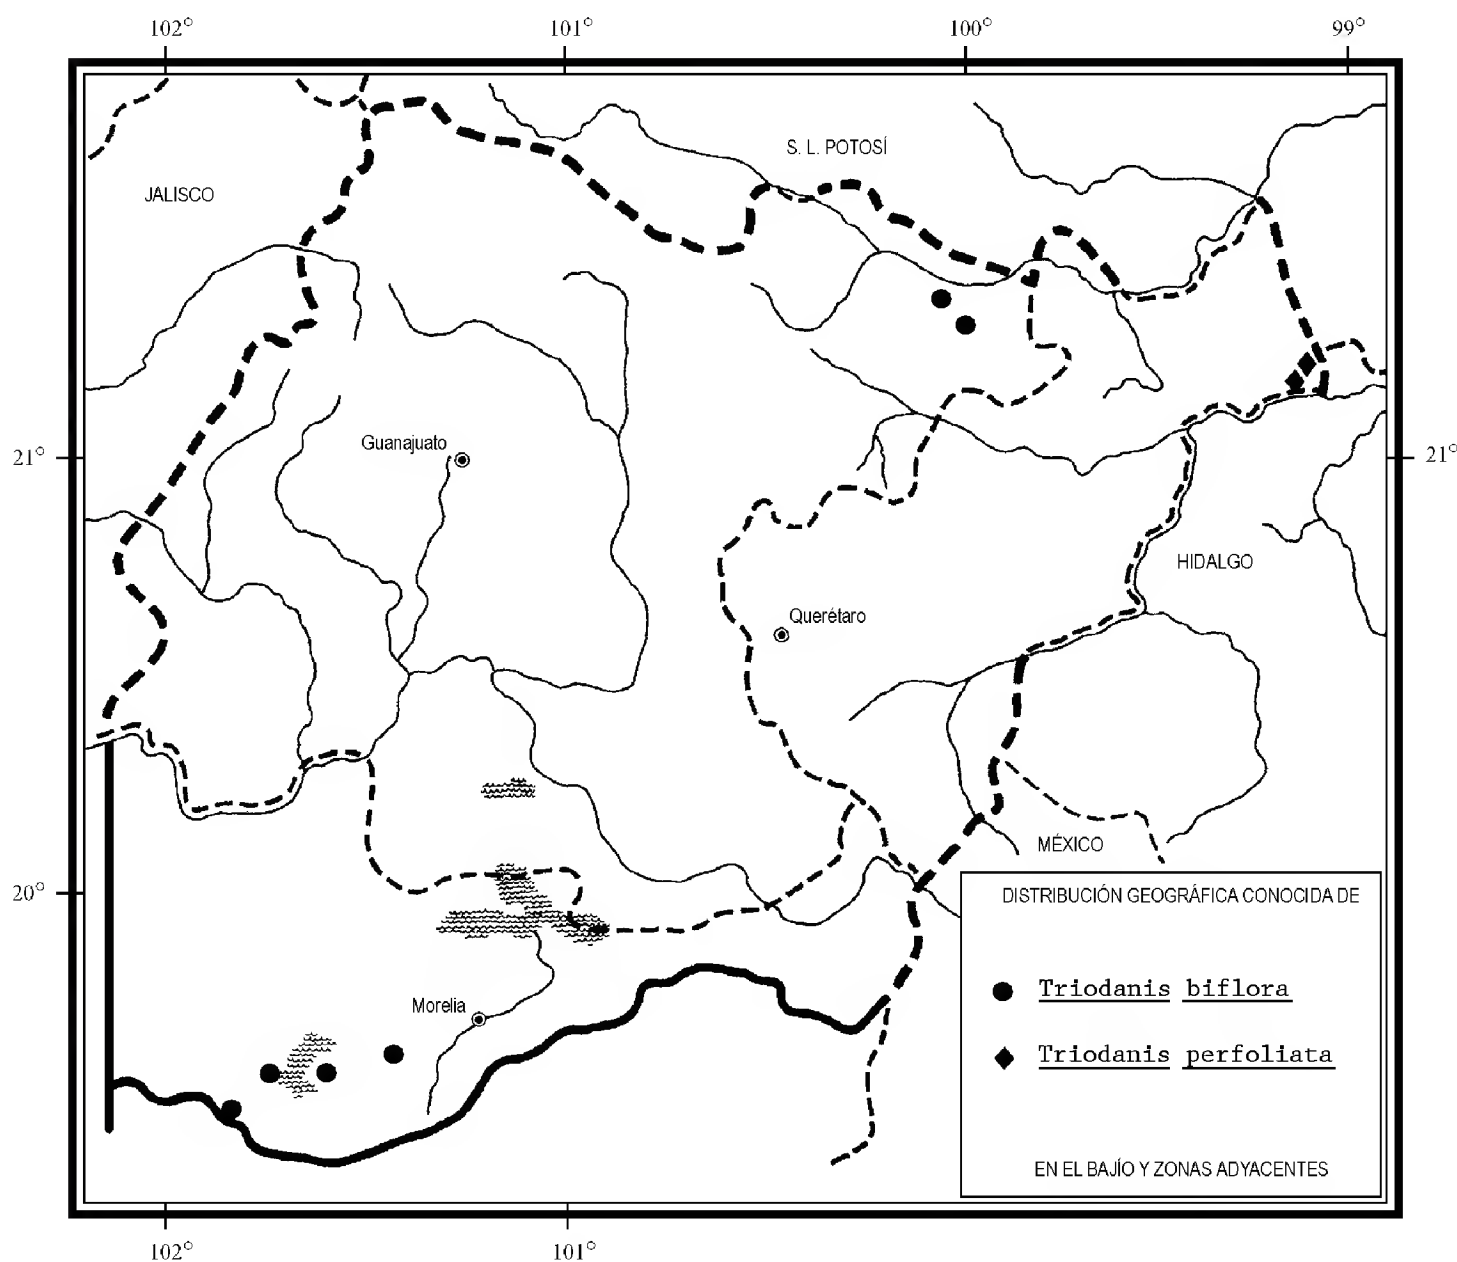 102° 101° 100° 99°
S. L. POTOSÍ
JALISCO
Guanajuato
21° 21°
HIDALGO
Querétaro
MÉXICO
20°
DISTRIBUCIÓN GEOGRÁFICA CONOCIDA DE
Triodanis biflora
Morelia
Triodanis perfoliata
EN EL BAJÍO Y ZONAS ADYACENTES
102° 101°